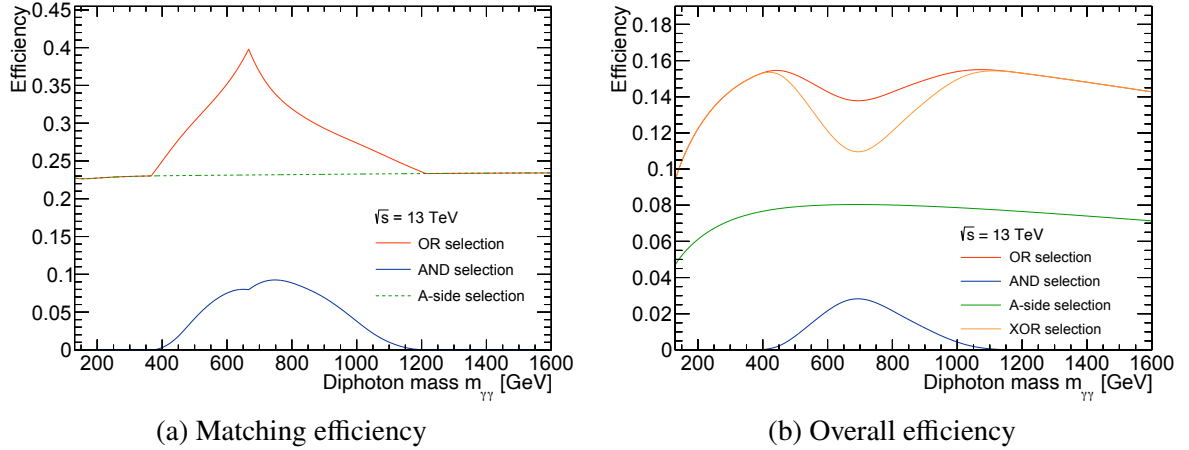 Efficiency
0.45
0.4
0.35
0.3
0.25
0.2
0.15
0.1
0.05
0
√s = 13 TeV
OR selection
AND selection
A-side selection
200 400 600 800 1000 1200 1400 1600
Diphoton mass mγγ [GeV]
(a) Matching efficiency
Efficiency
0.18
0.16
0.14
0.12
0.1
0.08
0.06
0.04
0.02
0
√s = 13 TeV
OR selection
AND selection
A-side selection
XOR selection
200 400 600 800 1000 1200 1400 1600
Diphoton mass mγγ [GeV]
(b) Overall efficiency